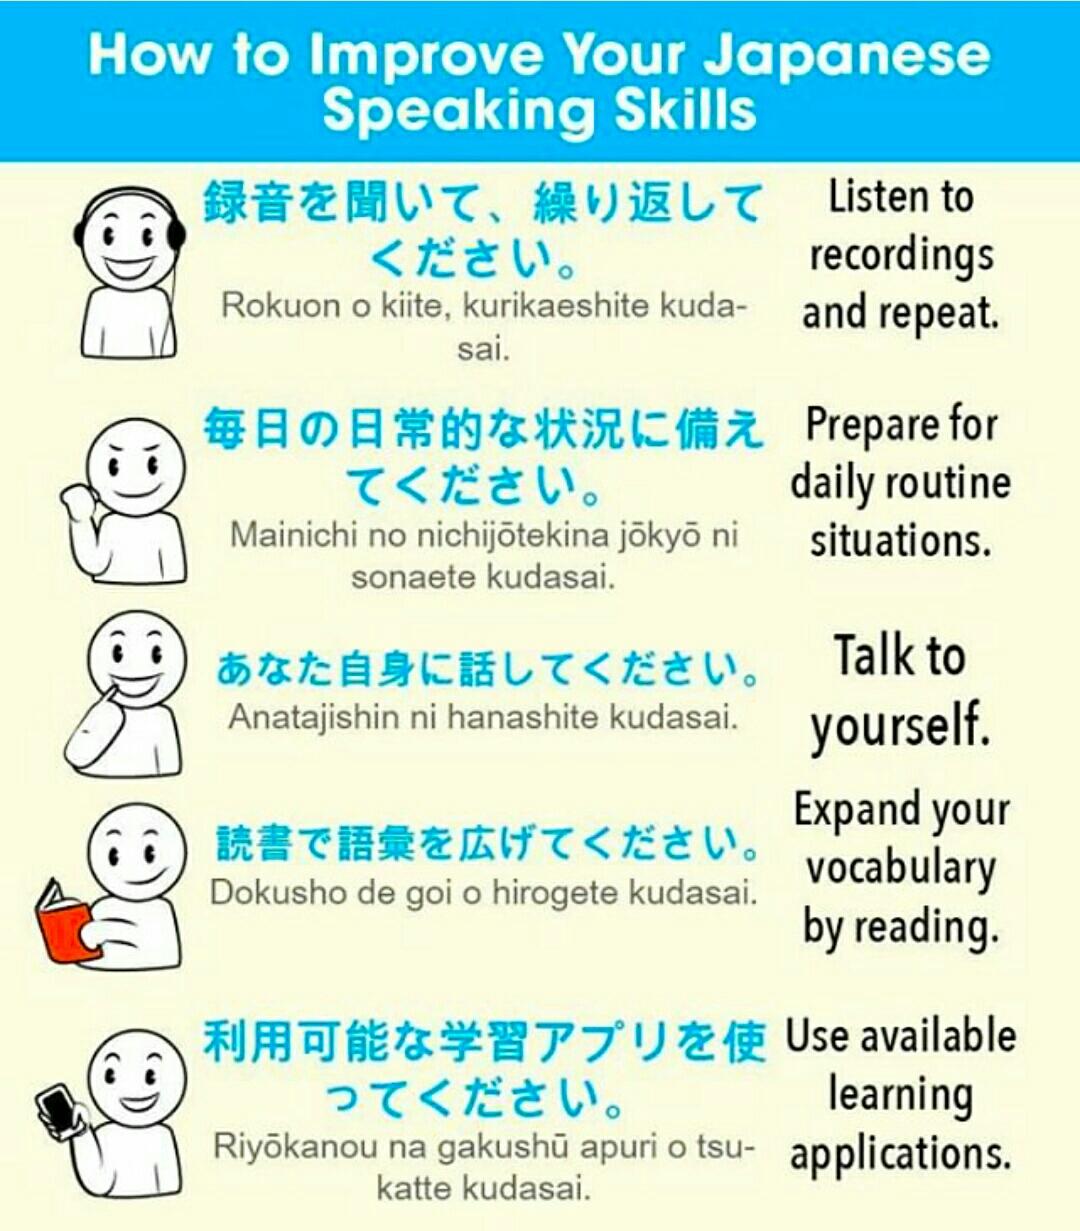 How to Improve Your Japanese
Speaking Skills
録音を聞いて、繰り返して
ください。
Rokuon o kiite, kurikaeshite kuda-
sai.
Listen to
recordings
and repeat.
毎日の日常的な状況に備え
てください。
Mainichi no nichijōtekina jōkyō ni
sonaete kudasai.
Prepare for
daily routine
situations.
あなた自身に話してください。
Anatajishin ni hanashite kudasai.
Talk to
yourself.
読書で語彙を広げてください。
Dokusho de goi o hirogete kudasai.
Expand your
vocabulary
by reading.
利用可能な学習アプリを使
ってください。
Riyōkanou na gakushū apuri o tsu-
katte kudasai.
Use available
learning
applications.